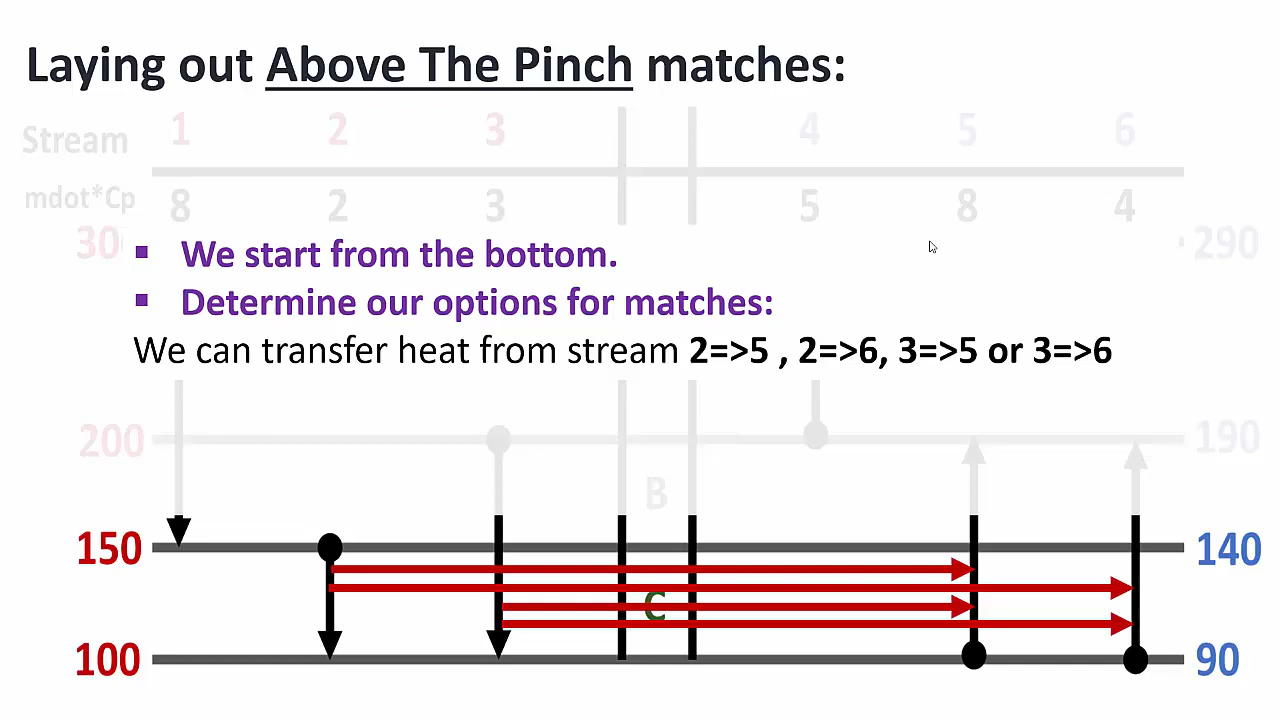 Laying out Above The Pinch matches:
Stream 1 2 3 4 5 6
mdot*Cp 8 2 3 5 8 4
290
▪ We start from the bottom.
▪ Determine our options for matches:
We can transfer heat from stream 2=>5 , 2=>6, 3=>5 or 3=>6
200 190
B
150 140
C
100 90